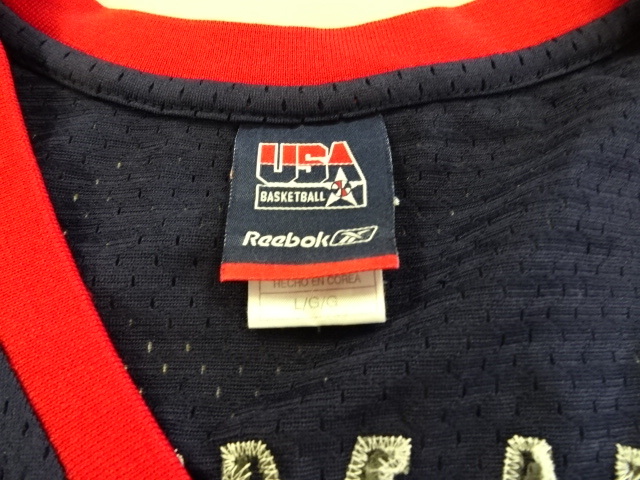 USA
BASKETBALL
Reebok
HECHO EN COREA
L/G/G